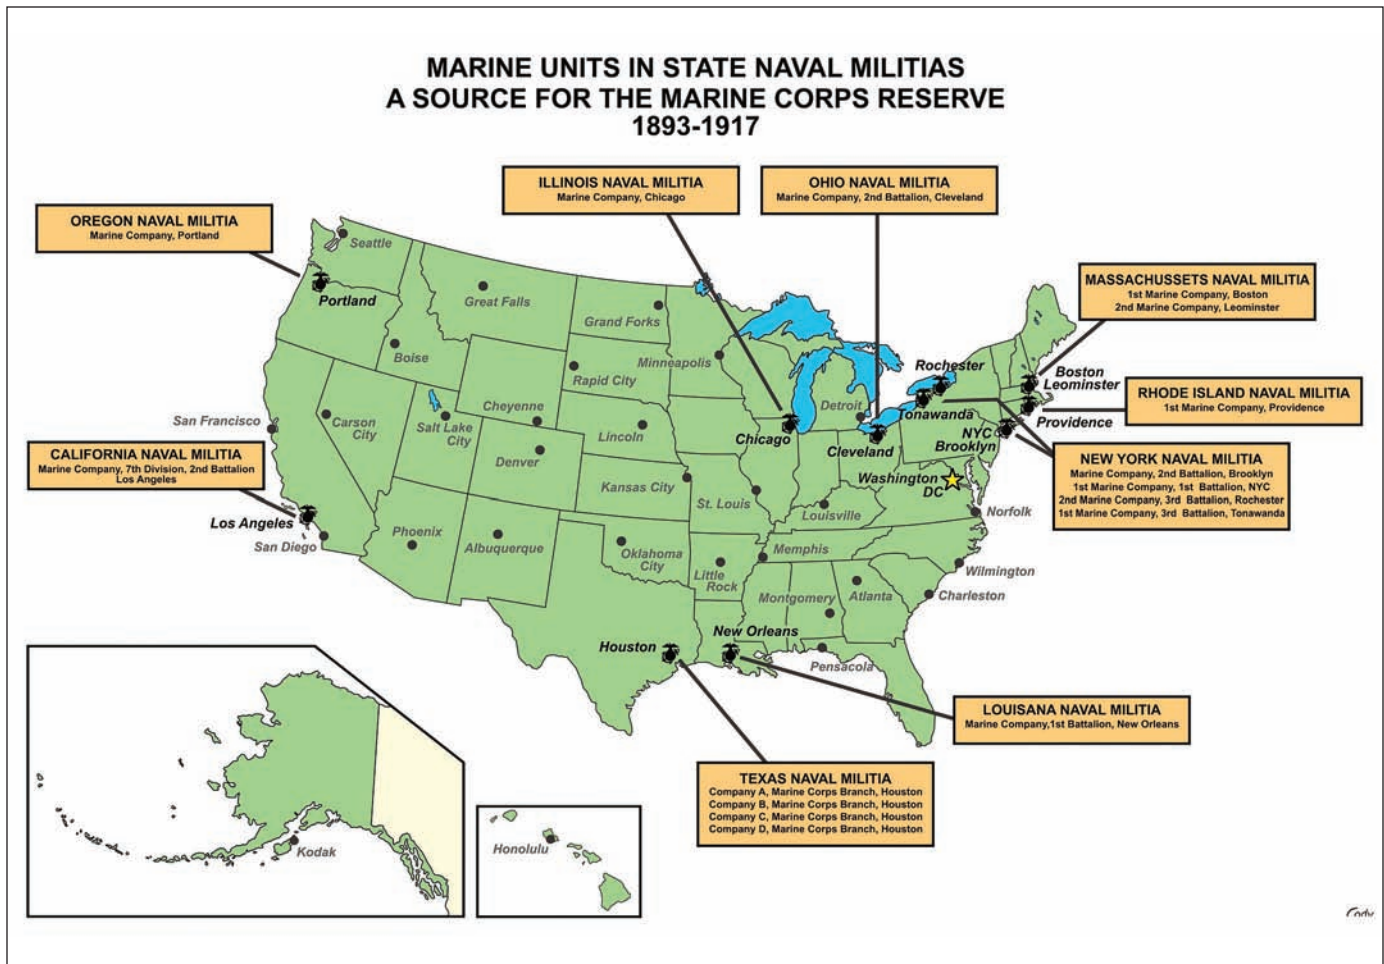 MARINE UNITS IN STATE NAVAL MILITIAS
A SOURCE FOR THE MARINE CORPS RESERVE
1893-1917
ILLINOIS NAVAL MILITIA
Marine Company, Chicago
OHIO NAVAL MILITIA
Marine Company, 2nd Battalion, Cleveland
OREGON NAVAL MILITIA
Marine Company, Portland
MASSACHUSSETS NAVAL MILITIA
1st Marine Company, Boston
2nd Marine Company, Leominster
RHODE ISLAND NAVAL MILITIA
1st Marine Company, Providence
NEW YORK NAVAL MILITIA
Marine Company, 2nd Battalion, Brooklyn
1st Marine Company, 1st Battalion, NYC
2nd Marine Company, 3rd Battalion, Rochester
1st Marine Company, 3rd Battalion, Tonawanda
CALIFORNIA NAVAL MILITIA
Marine Company, 7th Division, 2nd Battalion
Los Angeles
LOUISANA NAVAL MILITIA
Marine Company,1st Battalion, New Orleans
TEXAS NAVAL MILITIA
Company A, Marine Corps Branch, Houston
Company B, Marine Corps Branch, Houston
Company C, Marine Corps Branch, Houston
Company D, Marine Corps Branch, Houston
Seattle
Portland
Great Falls
Grand Forks
Boise
Rapid City
Minneapolis
Rochester
Boston
Leominster
Tonawanda
Providence
NYC
Brooklyn
San Francisco
Carson
City
Salt Lake
City
Cheyenne
Lincoln
Denver
Chicago
Detroit
Cleveland
Washington
DC
Kansas City
St. Louis
Louisville
Norfolk
Los Angeles
San Diego
Phoenix
Albuquerque
Oklahoma
City
Little
Rock
Memphis
Wilmington
Charleston
Montgomery
Atlanta
Houston
New Orleans
Pensacola
Kodak
Honolulu